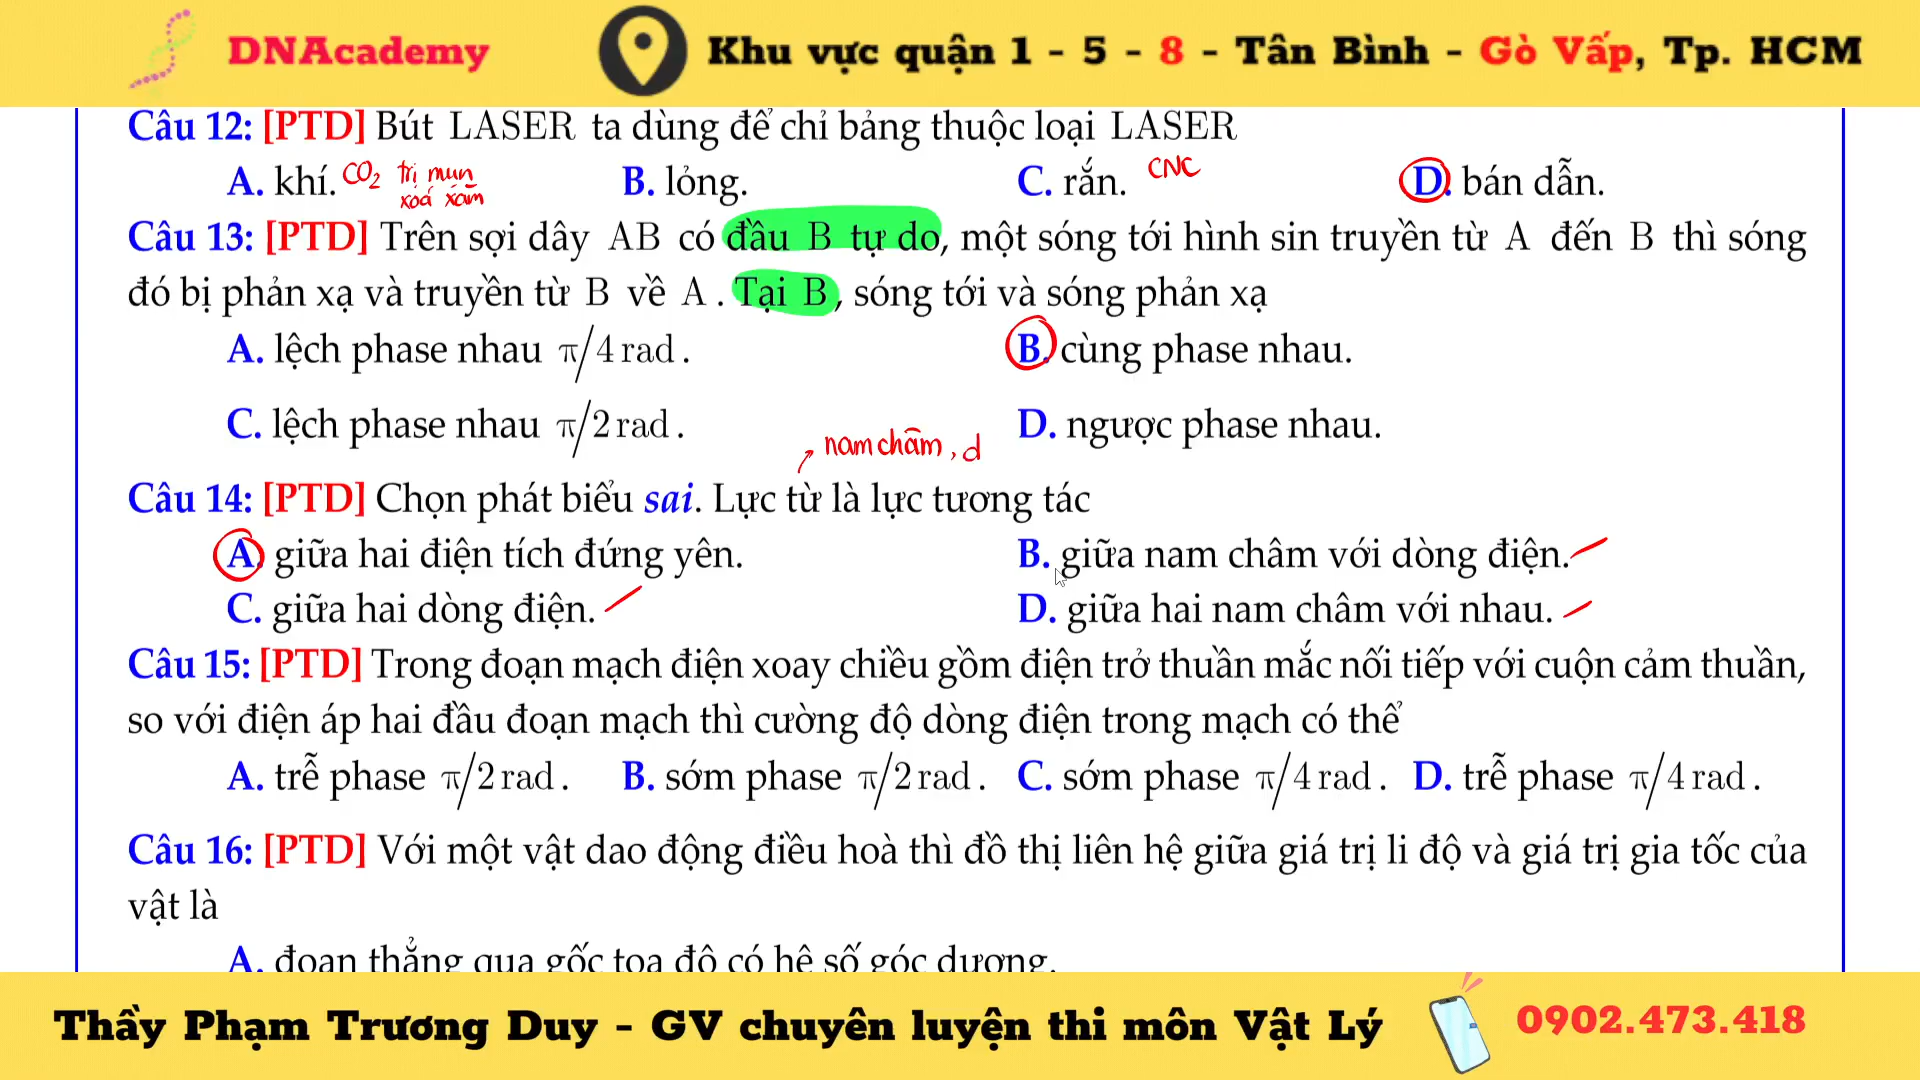 DNAcademy
Khu vực quận 1 - 5 - 8 - Tân Bình - Gò Vấp, Tp. HCM
Câu 12: [PTD] Bút LASER ta dùng để chỉ bảng thuộc loại LASER
A. khí. CO2 trị mụn xoá xăm B. lỏng. C. rắn. CNC D. bán dẫn.
Câu 13: [PTD] Trên sợi dây AB có đầu B tự do, một sóng tới hình sin truyền từ A đến B thì sóng
đó bị phản xạ và truyền từ B về A. Tại B, sóng tới và sóng phản xạ
A. lệch phase nhau π/4 rad. B. cùng phase nhau.
C. lệch phase nhau π/2 rad. D. ngược phase nhau.
nam châm, d
Câu 14: [PTD] Chọn phát biểu sai. Lực từ là lực tương tác
A. giữa hai điện tích đứng yên. B. giữa nam châm với dòng điện.
C. giữa hai dòng điện. D. giữa hai nam châm với nhau.
Câu 15: [PTD] Trong đoạn mạch điện xoay chiều gồm điện trở thuần mắc nối tiếp với cuộn cảm thuần,
so với điện áp hai đầu đoạn mạch thì cường độ dòng điện trong mạch có thể
A. trễ phase π/2 rad. B. sớm phase π/2 rad. C. sớm phase π/4 rad. D. trễ phase π/4 rad.
Câu 16: [PTD] Với một vật dao động điều hoà thì đồ thị liên hệ giữa giá trị li độ và giá trị gia tốc của
vật là
A. đoạn thẳng qua gốc tọa độ có hệ số góc dương.
Thầy Phạm Trương Duy - GV chuyên luyện thi môn Vật Lý
0902.473.418